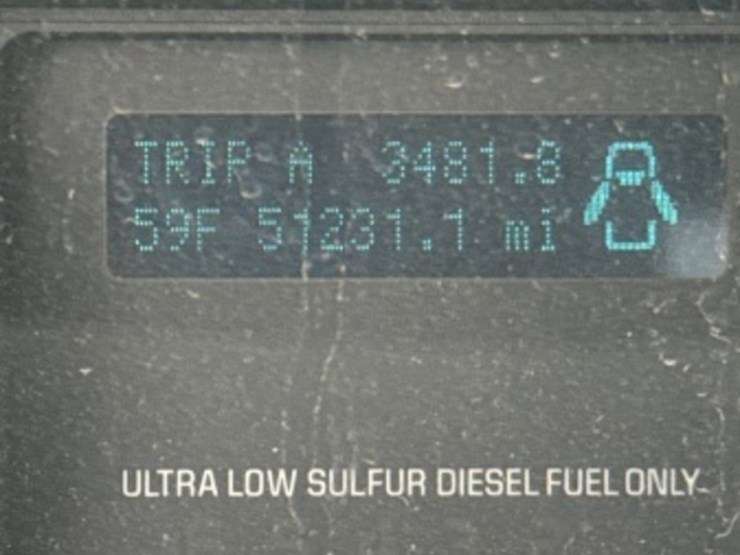 TRIP A 3481.8
59F 51231.1 mi
ULTRA LOW SULFUR DIESEL FUEL ONLY